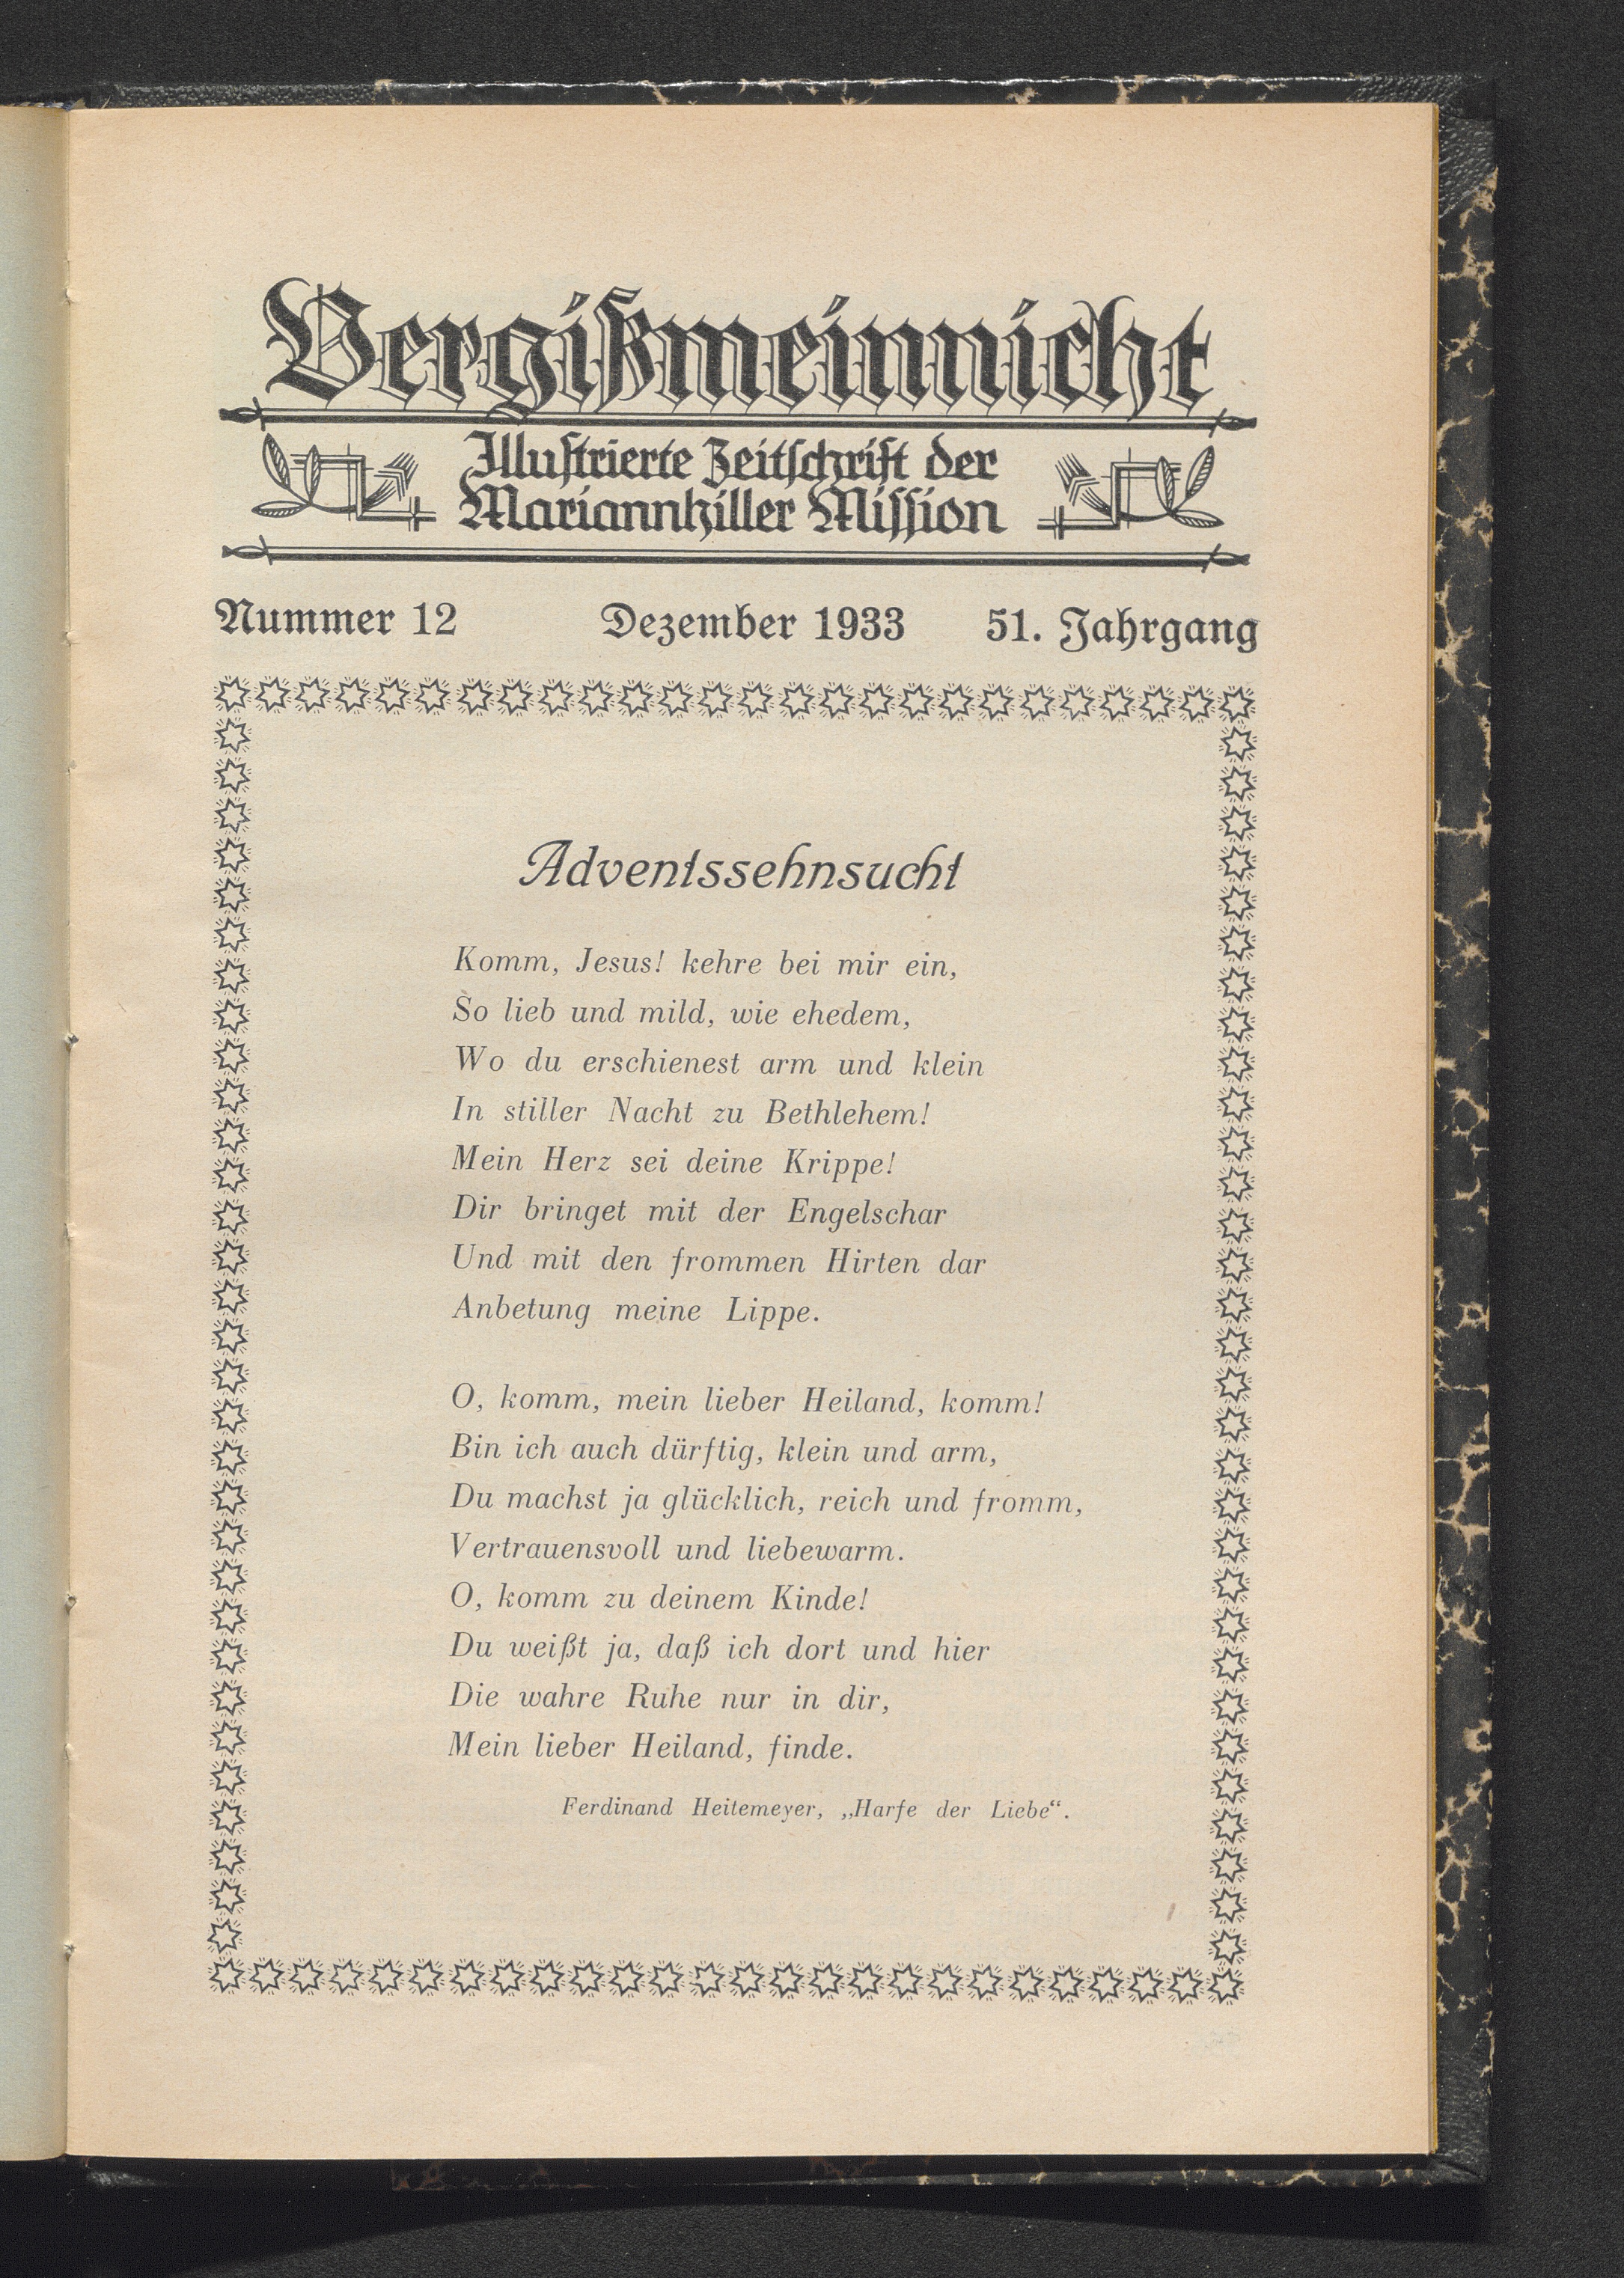 Vergißmeinnicht
Illustrierte Zeitschrift der
Mariannhiller Mission
Nummer 12 Dezember 1933 51. Jahrgang
Adventssehnsucht
Komm, Jesus! kehre bei mir ein,
So lieb und mild, wie ehedem,
Wo du erschienest arm und klein
In stiller Nacht zu Bethlehem!
Mein Herz sei deine Krippe!
Dir bringet mit der Engelschar
Und mit den frommen Hirten dar
Anbetung meine Lippe.
O, komm, mein lieber Heiland, komm!
Bin ich auch dürftig, klein und arm,
Du machst ja glücklich, reich und fromm,
Vertrauensvoll und liebewarm.
O, komm zu deinem Kinde!
Du weißt ja, daß ich dort und hier
Die wahre Ruhe nur in dir,
Mein lieber Heiland, finde.
Ferdinand Heitemeyer, „Harfe der Liebe“.